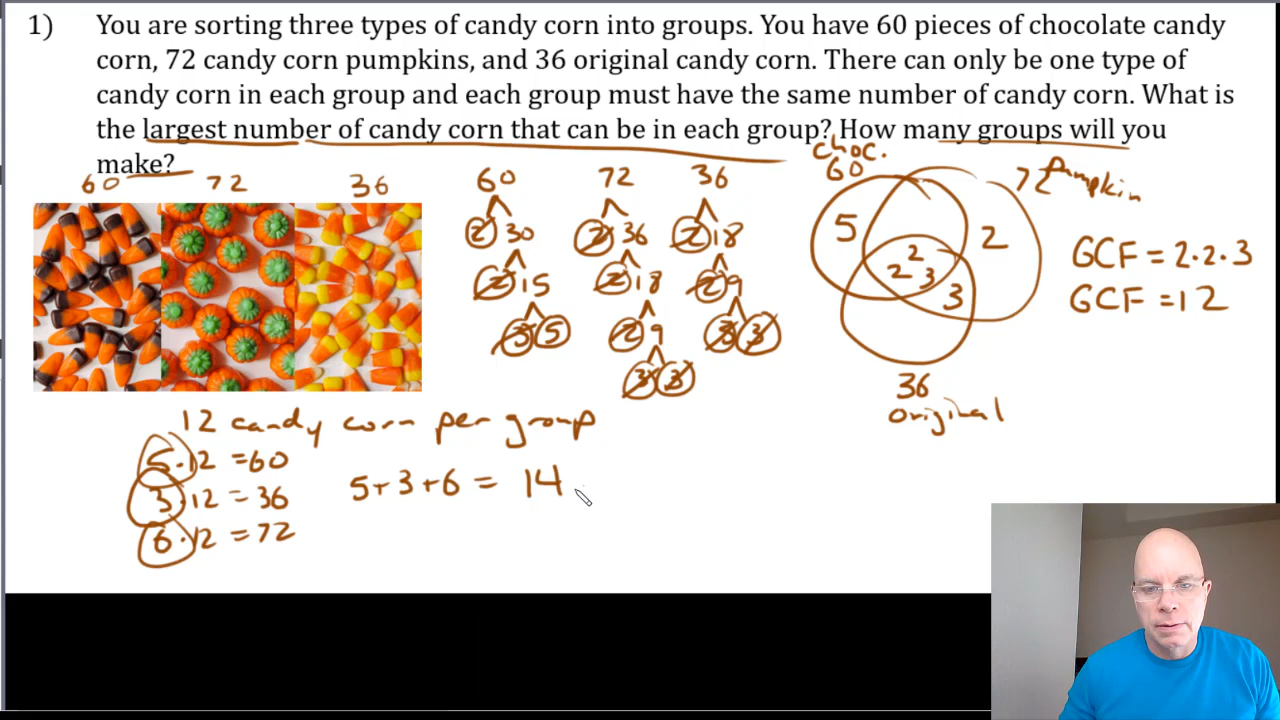 1) You are sorting three types of candy corn into groups. You have 60 pieces of chocolate candy
corn, 72 candy corn pumpkins, and 36 original candy corn. There can only be one type of
candy corn in each group and each group must have the same number of candy corn. What is
the largest number of candy corn that can be in each group? How many groups will you
make?
60 72 36
60
2 30
2 15
3 5
72
2 36
2 18
2 9
3 3
36
2 18
2 9
3 3
choc.
60
72 Pumpkin
5
2
2 2 3
3
36
original
GCF = 2·2·3
GCF = 12
12 candy corn per group
5·12 = 60
3·12 = 36
6·12 = 72
5+3+6 = 14